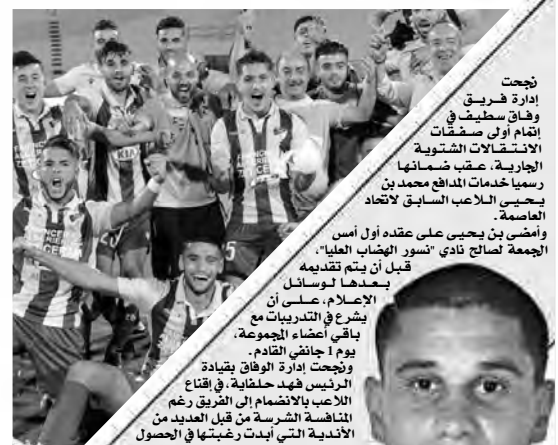 نجحت
إدارة فريق
وفاق سطيف في
إتمام أولى صفقات
الانتقالات الشتوية
الجارية، عقب ضمانها
رسميا خدمات المدافع محمد بن
يحيى اللاعب السابق لاتحاد
العاصمة.
وأمضى بن يحيى على عقده أول أمس
الجمعة لصالح نادي "نسور الهضاب العليا"،
قبل أن يتم تقديمه
بعدها لوسائل
الإعلام، على أن
يشرع في التدريبات مع
باقي أعضاء المجموعة،
يوم 1 جانفي القادم.
ونجحت إدارة الوفاق بقيادة
الرئيس فهد حلفاية، في إقناع
اللاعب بالانضمام إلى الفريق رغم
المنافسة الشرسة من قبل العديد من
الأندية التي أبدت رغبتها في الحصول
KIA
5